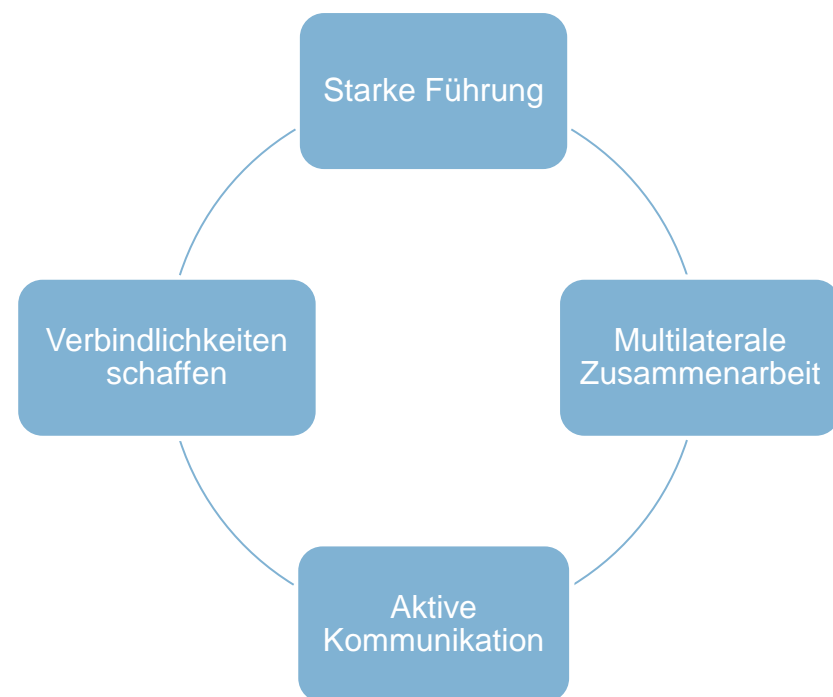 Starke Führung
Verbindlichkeiten
schaffen
Multilaterale
Zusammenarbeit
Aktive
Kommunikation